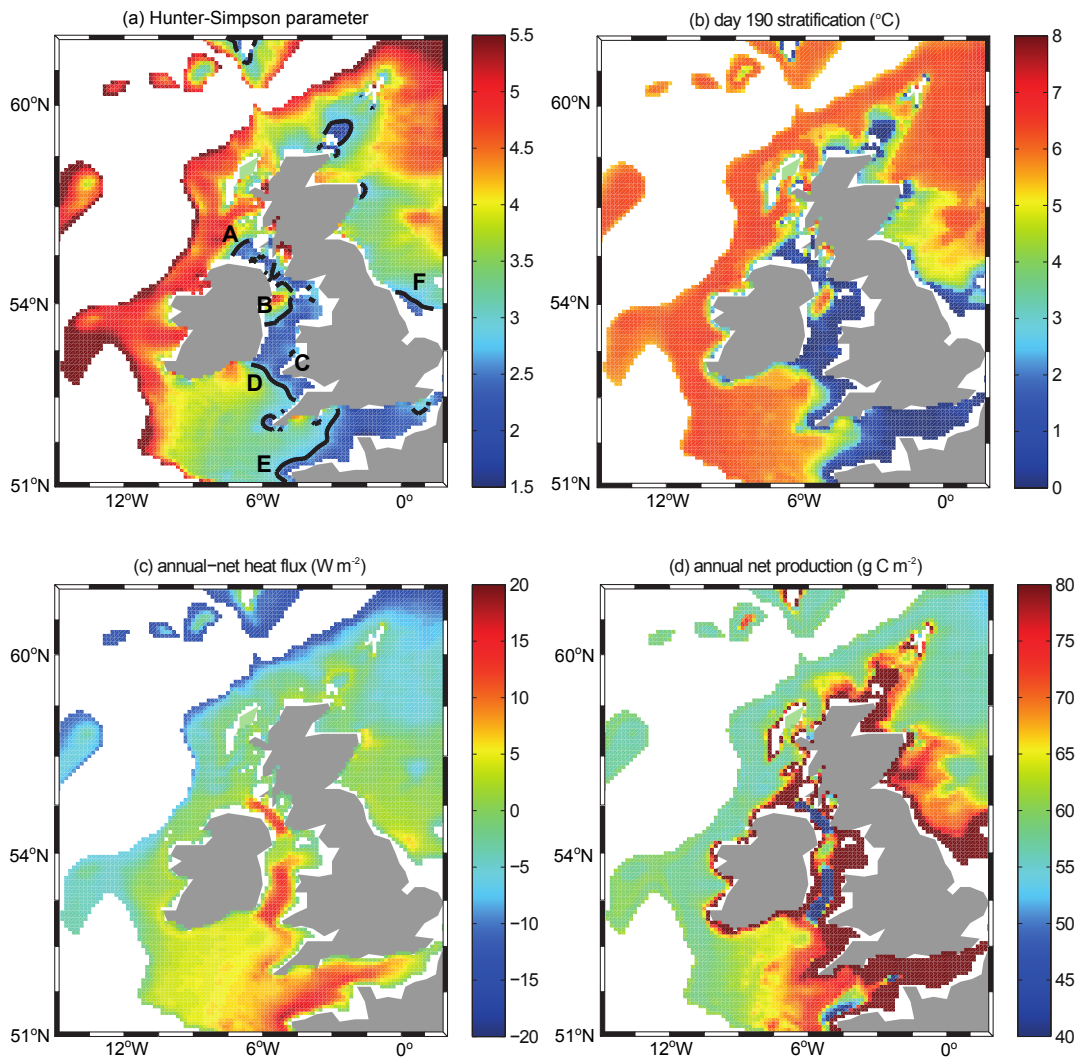 (a) Hunter-Simpson parameter
5.5
5
4.5
4
3.5
3
2.5
2
1.5
60°N
54°N
51°N
12°W
6°W
0°
A
B
C
D
E
F
(b) day 190 stratification (°C)
8
7
6
5
4
3
2
1
0
60°N
54°N
51°N
12°W
6°W
0°
(c) annual−net heat flux (W m-2)
20
15
10
5
0
−5
−10
−15
−20
60°N
54°N
51°N
12°W
6°W
0°
(d) annual net production (g C m-2)
80
75
70
65
60
55
50
45
40
60°N
54°N
51°N
12°W
6°W
0°